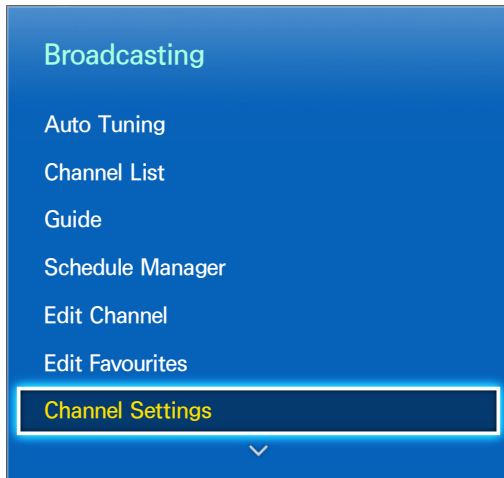 Broadcasting
Auto Tuning
Channel List
Guide
Schedule Manager
Edit Channel
Edit Favourites
Channel Settings